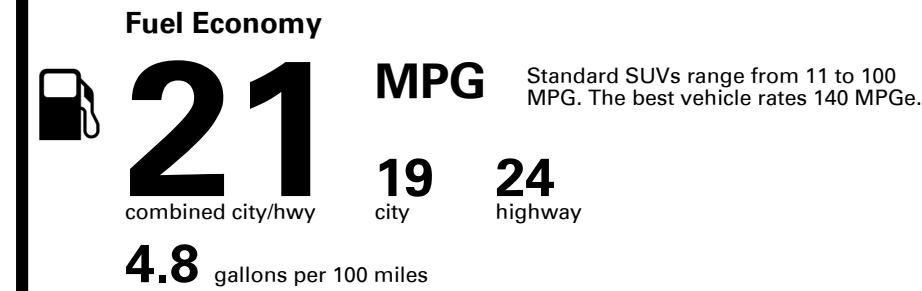 Fuel Economy
21 MPG
Standard SUVs range from 11 to 100
MPG. The best vehicle rates 140 MPGe.
19 24
combined city/hwy city highway
4.8 gallons per 100 miles